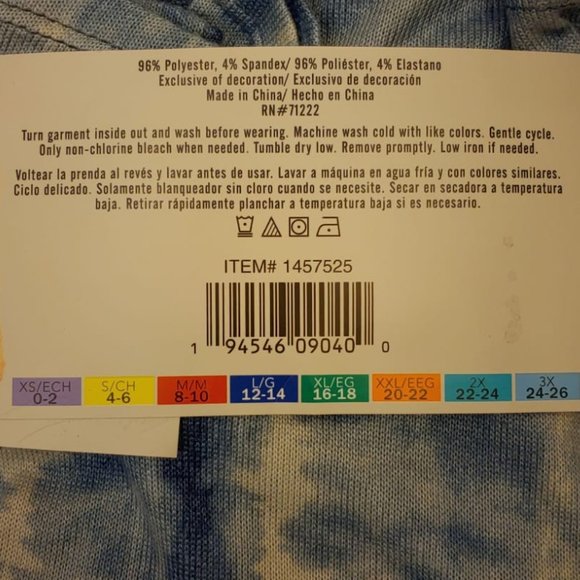 96% Polyester, 4% Spandex/ 96% Poliéster, 4% Elastano
Exclusive of decoration/ Exclusivo de decoración
Made in China/ Hecho en China
RN#71222
Turn garment inside out and wash before wearing. Machine wash cold with like colors. Gentle cycle.
Only non-chlorine bleach when needed. Tumble dry low. Remove promptly. Low iron if needed.
Voltear la prenda al revés y lavar antes de usar. Lavar a máquina en agua fría y con colores similares.
Ciclo delicado. Solamente blanqueador sin cloro cuando se necesite. Secar en secadora a temperatura
baja. Retirar rápidamente planchar a temperatura baja si es necesario.
ITEM# 1457525
1 94546 09040 0
XS/ECH S/CH M/M L/G XL/EG XXL/EEG 2X 3X
0-2 4-6 8-10 12-14 16-18 20-22 22-24 24-26